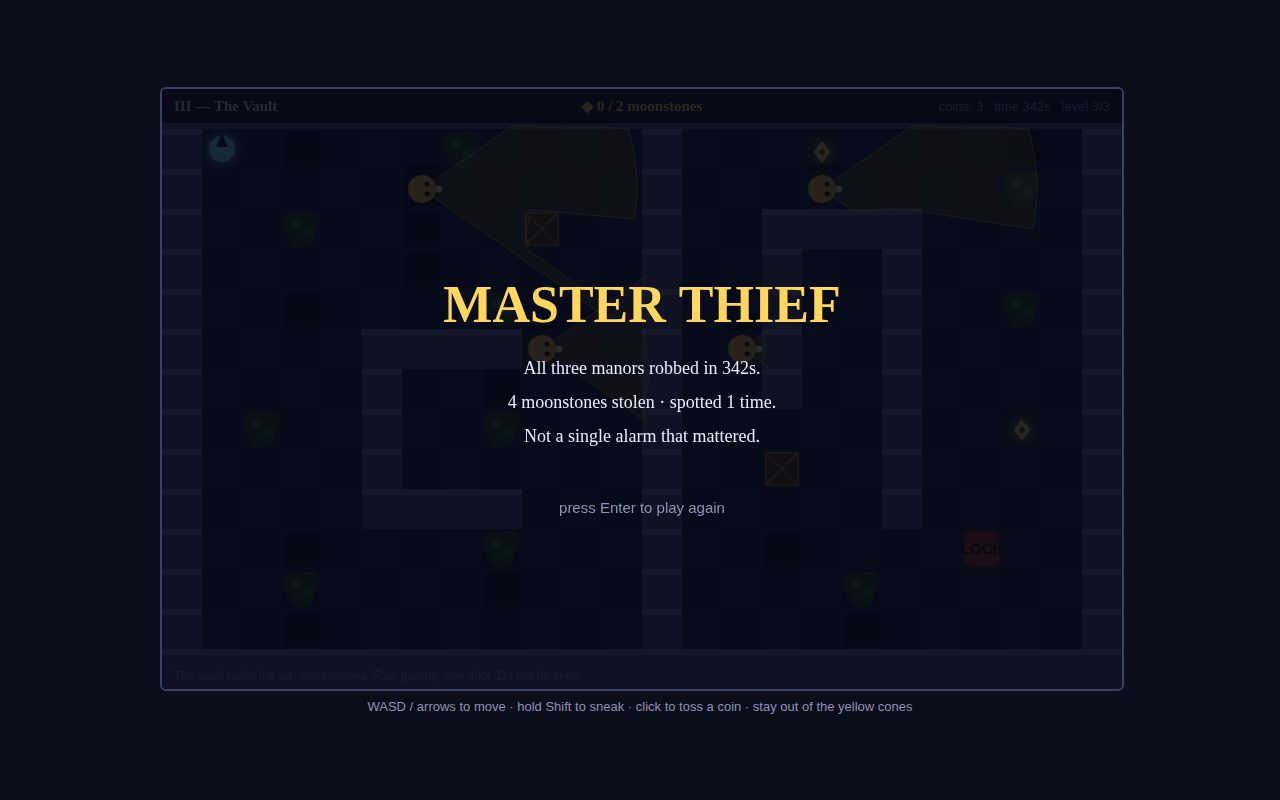 III — The Vault
◆ 0 / 2 moonstones
coins: 3 time 342s level 3/3
MASTER THIEF
All three manors robbed in 342s.
4 moonstones stolen · spotted 1 time.
Not a single alarm that mattered.
press Enter to play again
LOCK
The vault holds the last moonstones. Four guards, one door. Do not be seen.
WASD / arrows to move · hold Shift to sneak · click to toss a coin · stay out of the yellow cones